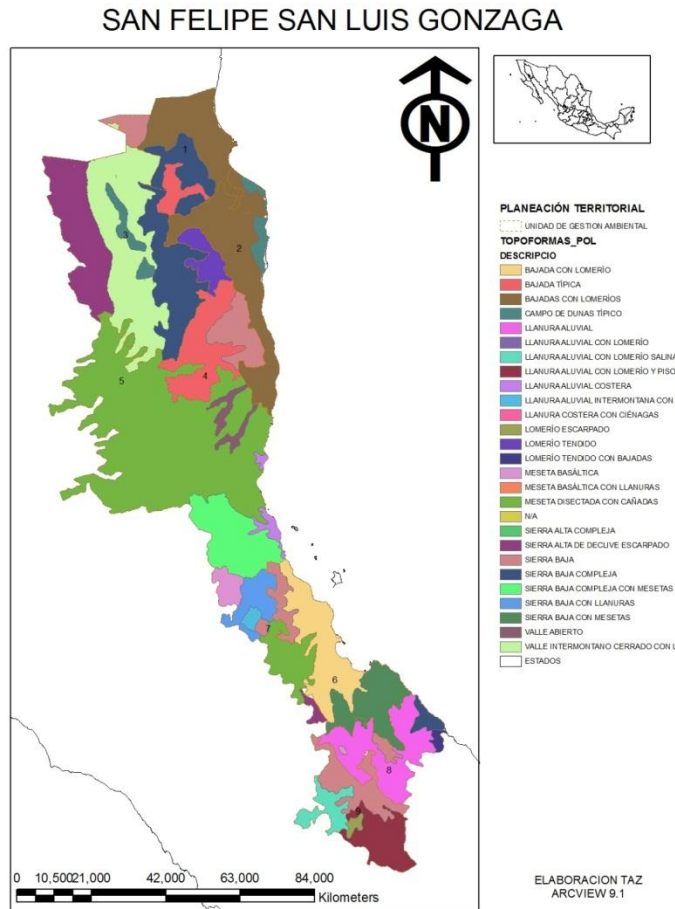 SAN FELIPE SAN LUIS GONZAGA
N
1
3
2
5
4
7
6
8
9
PLANEACIÓN TERRITORIAL
UNIDAD DE GESTION AMBIENTAL
TOPOFORMAS_POL
DESCRIPCIO
BAJADA CON LOMERÍO
BAJADA TÍPICA
BAJADAS CON LOMERÍOS
CAMPO DE DUNAS TÍPICO
LLANURA ALUVIAL
LLANURA ALUVIAL CON LOMERÍO
LLANURA ALUVIAL CON LOMERÍO SALINA
LLANURA ALUVIAL CON LOMERÍO Y PISO
LLANURA ALUVIAL COSTERA
LLANURA ALUVIAL INTERMONTANA CON
LLANURA COSTERA CON CIÉNAGAS
LOMERÍO ESCARPADO
LOMERÍO TENDIDO
LOMERÍO TENDIDO CON BAJADAS
MESETA BASÁLTICA
MESETA BASÁLTICA CON LLANURAS
MESETA DISECTADA CON CAÑADAS
N/A
SIERRA ALTA COMPLEJA
SIERRA ALTA DE DECLIVE ESCARPADO
SIERRA BAJA
SIERRA BAJA COMPLEJA
SIERRA BAJA COMPLEJA CON MESETAS
SIERRA BAJA CON LLANURAS
SIERRA BAJA CON MESETAS
VALLE ABIERTO
VALLE INTERMONTANO CERRADO CON L
ESTADOS
0 10,500 21,000 42,000 63,000 84,000
Kilometers
ELABORACION TAZ
ARCVIEW 9.1